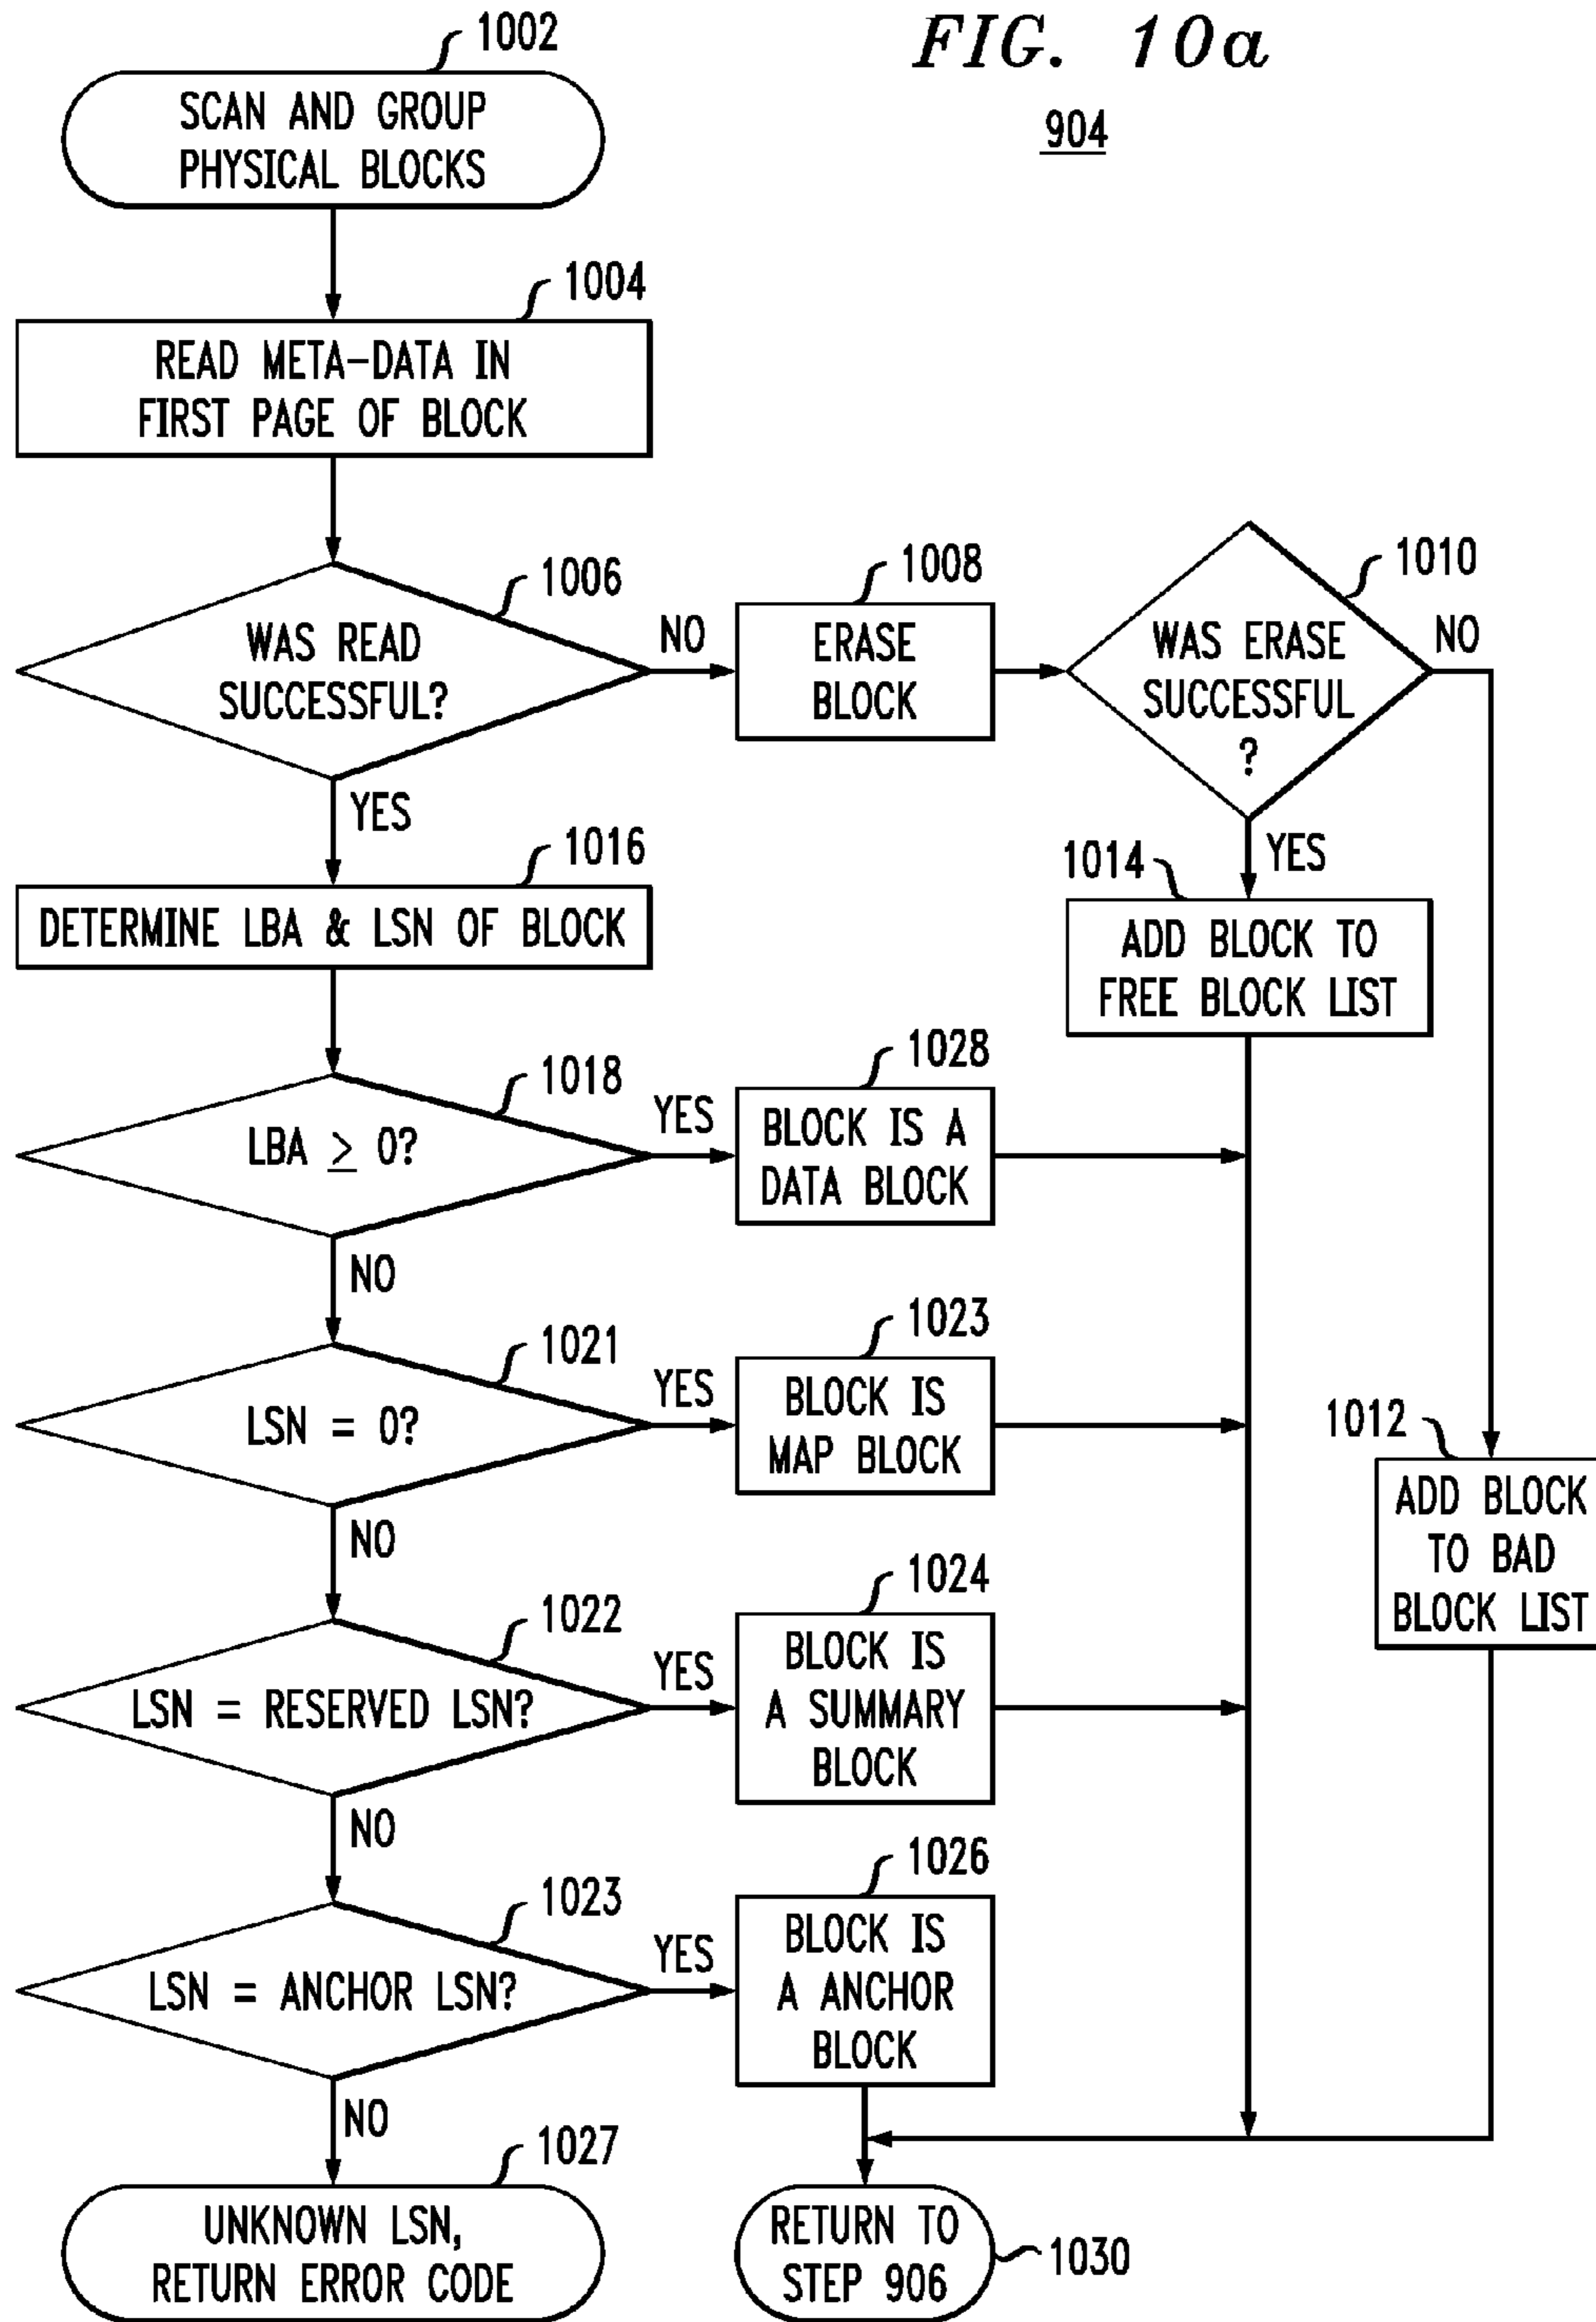 FIG. 10a
904
1002
SCAN AND GROUP
PHYSICAL BLOCKS
1004
READ META-DATA IN
FIRST PAGE OF BLOCK
1006
WAS READ
SUCCESSFUL?
NO
YES
1008
ERASE
BLOCK
1010
WAS ERASE
SUCCESSFUL
?
NO
YES
1014
ADD BLOCK TO
FREE BLOCK LIST
1016
DETERMINE LBA & LSN OF BLOCK
1018
LBA ≥ 0?
YES
NO
1028
BLOCK IS A
DATA BLOCK
1021
LSN = 0?
YES
NO
1023
BLOCK IS
MAP BLOCK
1012
ADD BLOCK
TO BAD
BLOCK LIST
1022
LSN = RESERVED LSN?
YES
NO
1024
BLOCK IS
A SUMMARY
BLOCK
1023
LSN = ANCHOR LSN?
YES
NO
1026
BLOCK IS
A ANCHOR
BLOCK
1027
UNKNOWN LSN,
RETURN ERROR CODE
RETURN TO
STEP 906
1030